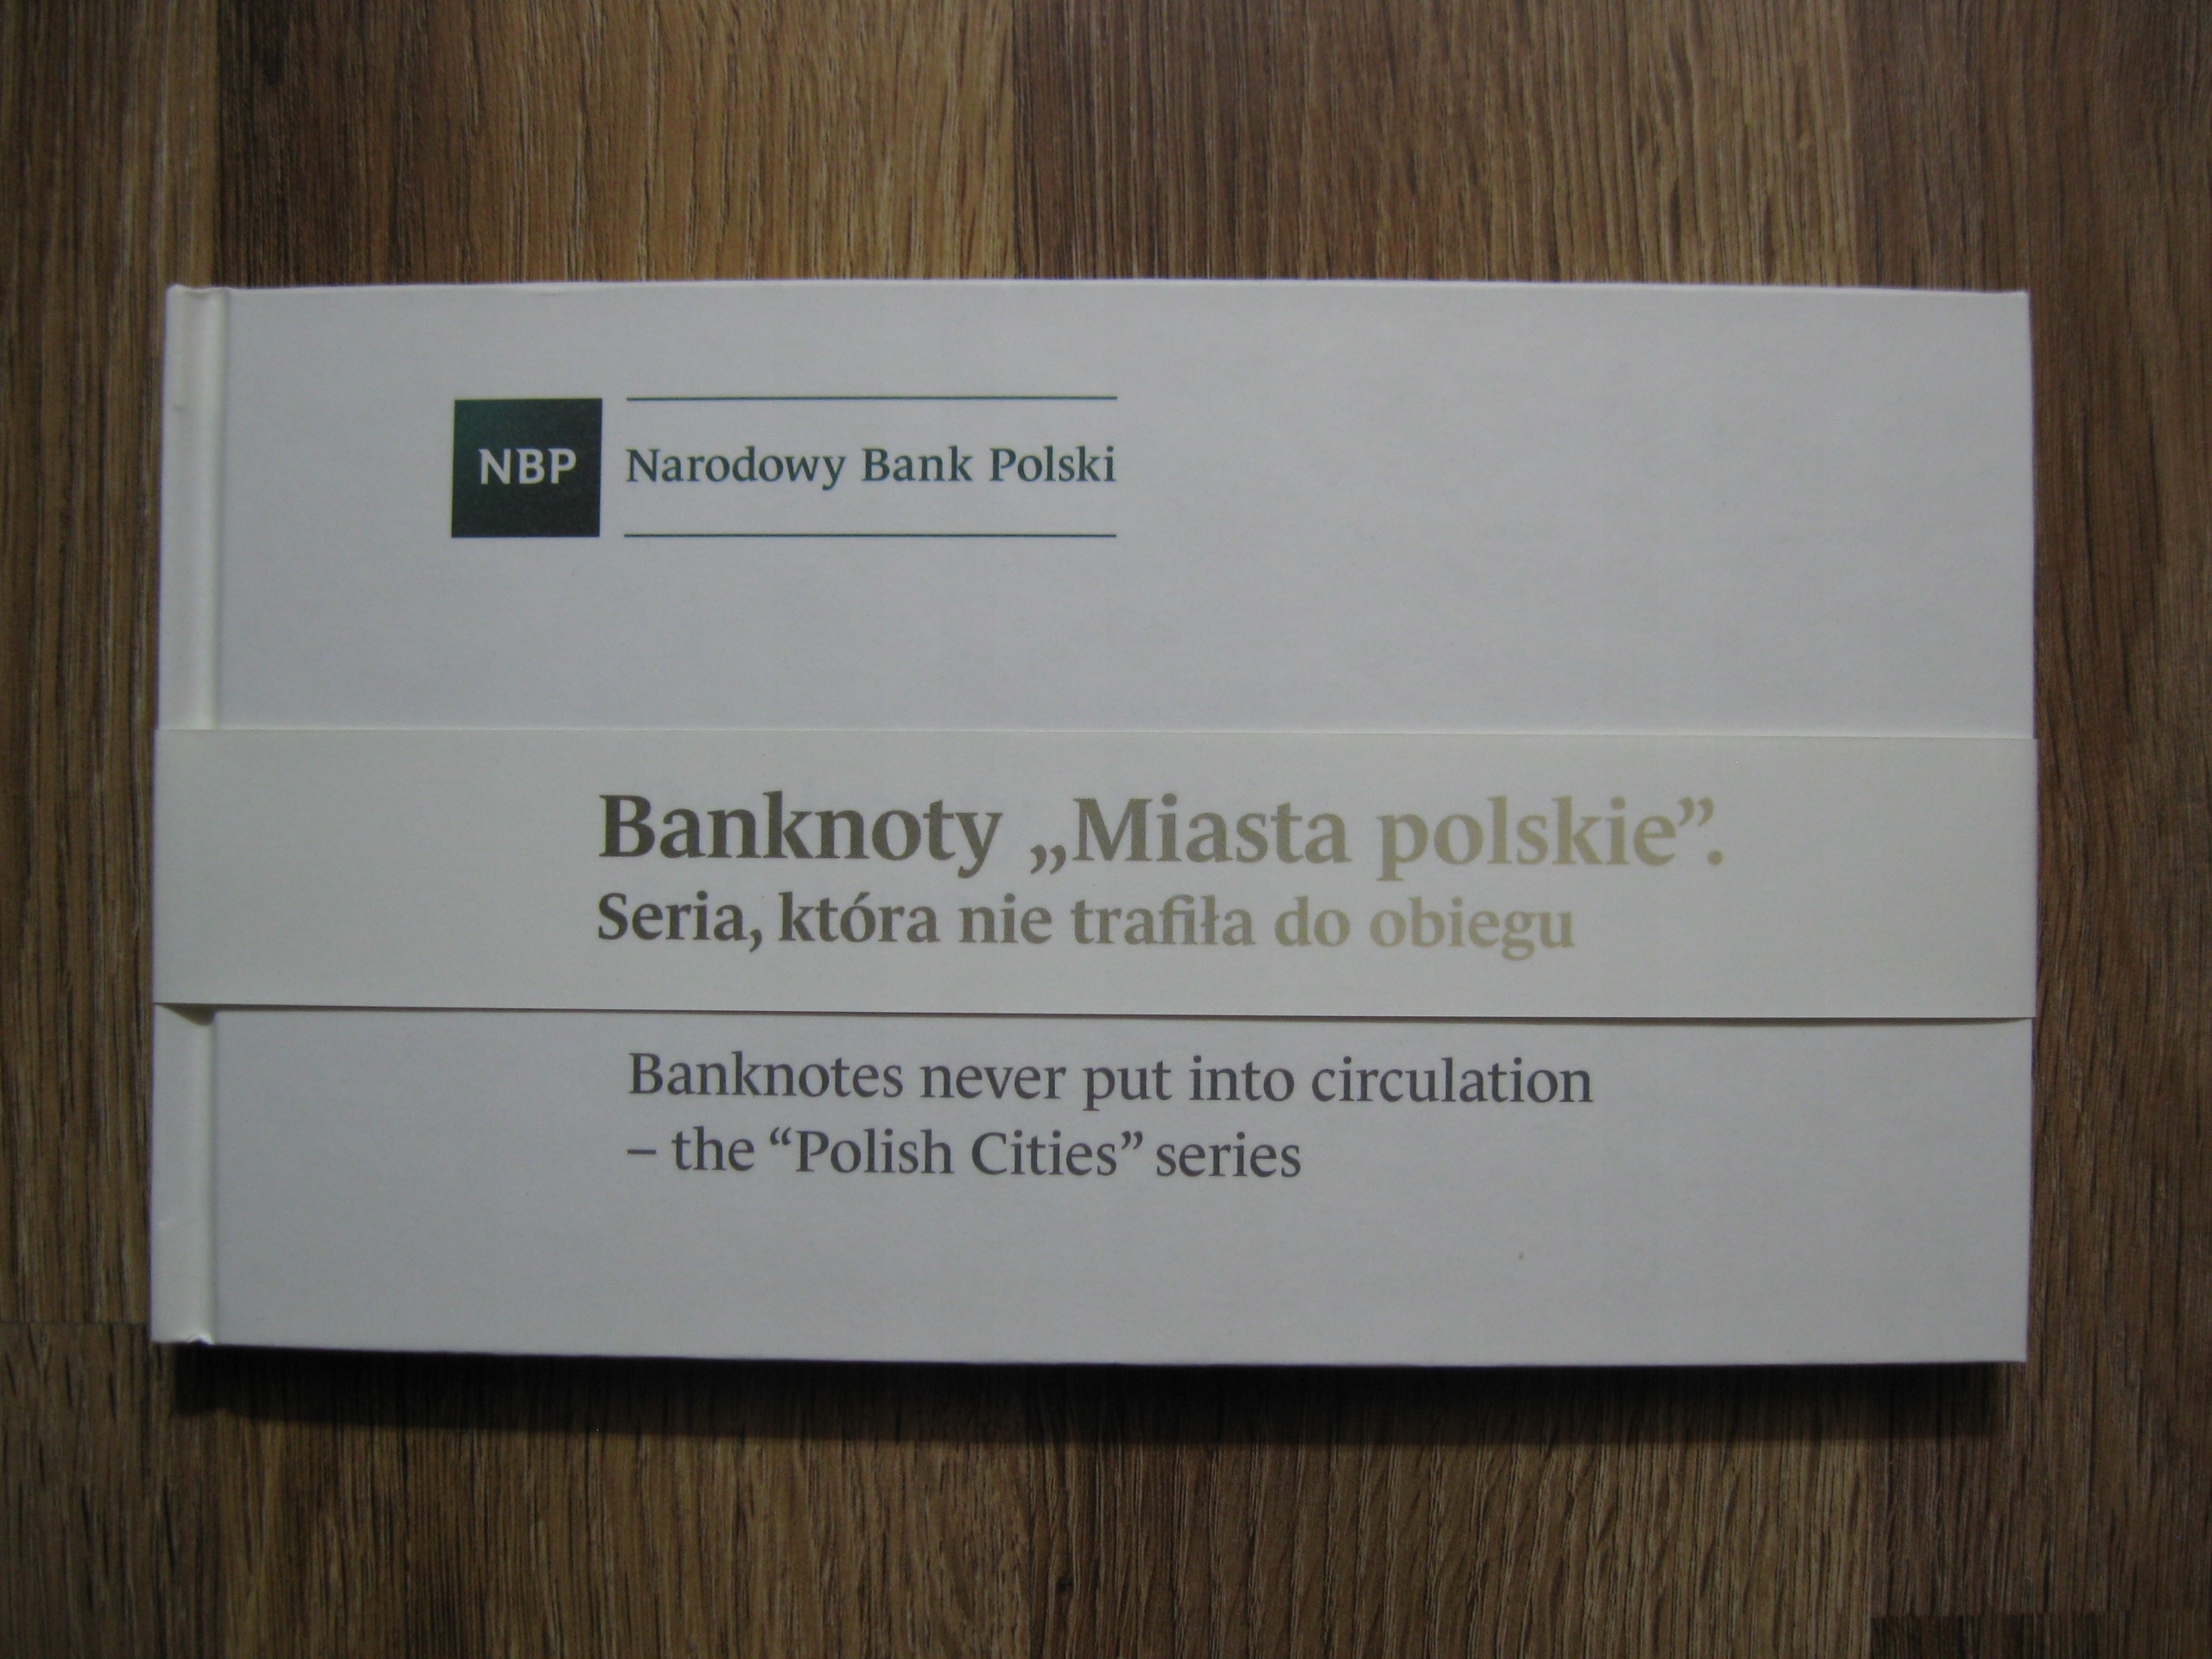 NBP
Narodowy Bank Polski
Banknoty „Miasta polskie”.
Seria, która nie trafiła do obiegu
Banknotes never put into circulation
– the “Polish Cities” series